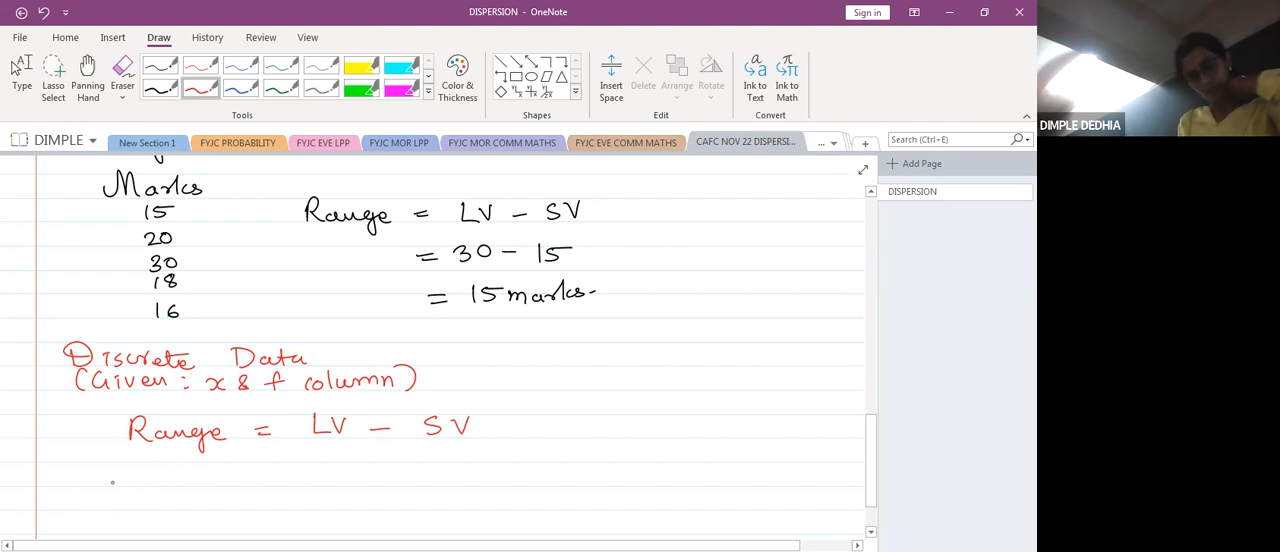 DISPERSION - OneNote
Sign in
File Home Insert Draw History Review View
Type
Lasso Select
Panning Hand
Eraser
Color & Thickness
Insert Space
Delete
Arrange
Rotate
Ink to Text
Ink to Math
Tools Shapes Edit Convert
DIMPLE DEDHIA
DIMPLE
New Section 1
FYJC PROBABILITY
FYJC EVE LPP
FYJC MOR LPP
FYJC MOR COMM MATHS
FYJC EVE COMM MATHS
CAFC NOV 22 DISPERSI...
...
Search (Ctrl+E)
Add Page
DISPERSION
Marks
15
20
30
18
16
Range = LV - SV
= 30 - 15
= 15 marks.
Discrete Data
(Given : x & f column)
Range = LV - SV